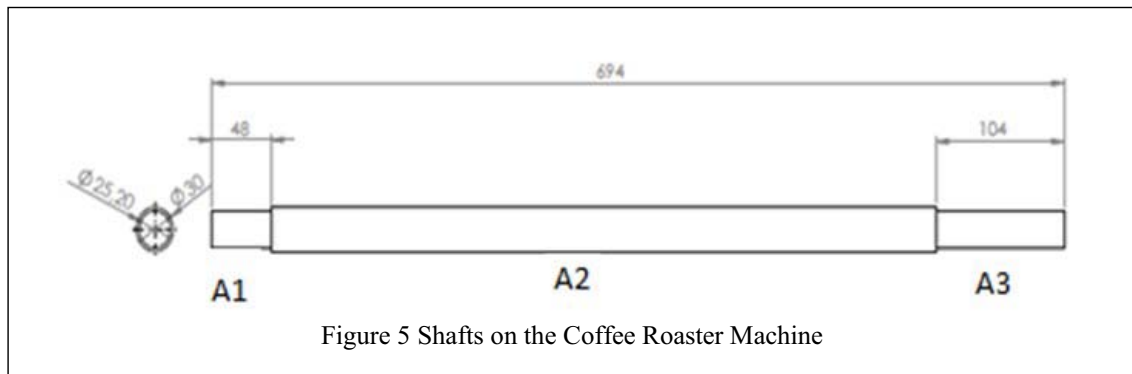 694
48
104
Ø25,20
Ø30
A1
A2
A3
Figure 5 Shafts on the Coffee Roaster Machine